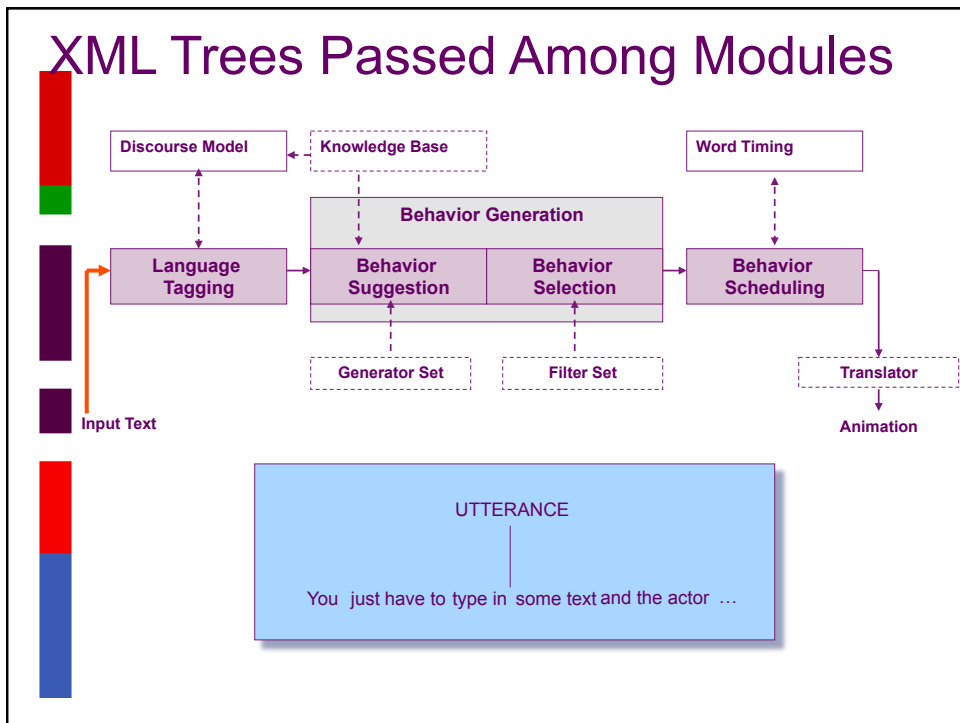 XML Trees Passed Among Modules
Discourse Model
Knowledge Base
Word Timing
Behavior Generation
Language
Tagging
Behavior
Suggestion
Behavior
Selection
Behavior
Scheduling
Generator Set
Filter Set
Translator
Input Text
Animation
UTTERANCE
You just have to type in some text and the actor …